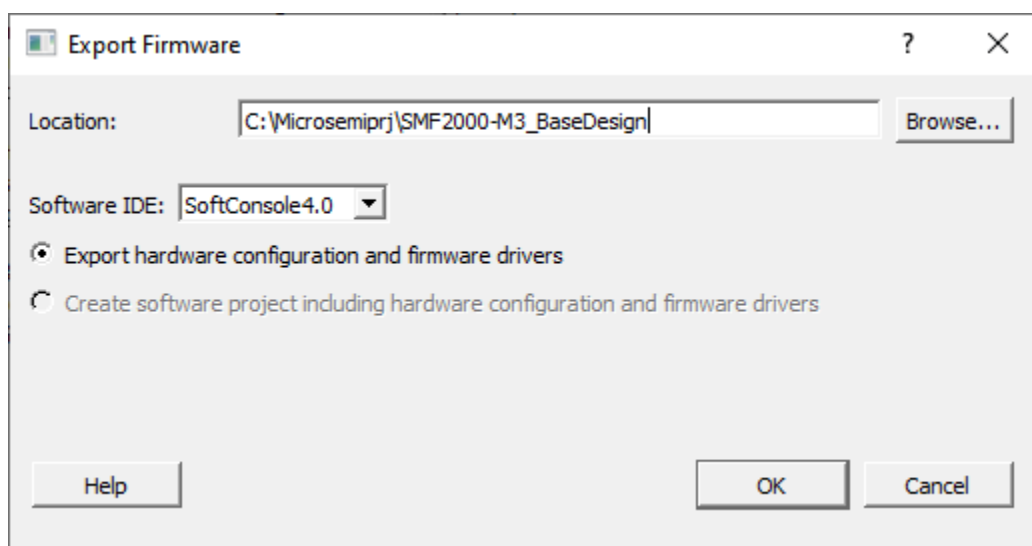 Export Firmware ?
Location: C:\Microsemiprj\SMF2000-M3_BaseDesign Browse...
Software IDE: SoftConsole4.0
Export hardware configuration and firmware drivers
Create software project including hardware configuration and firmware drivers
Help OK Cancel